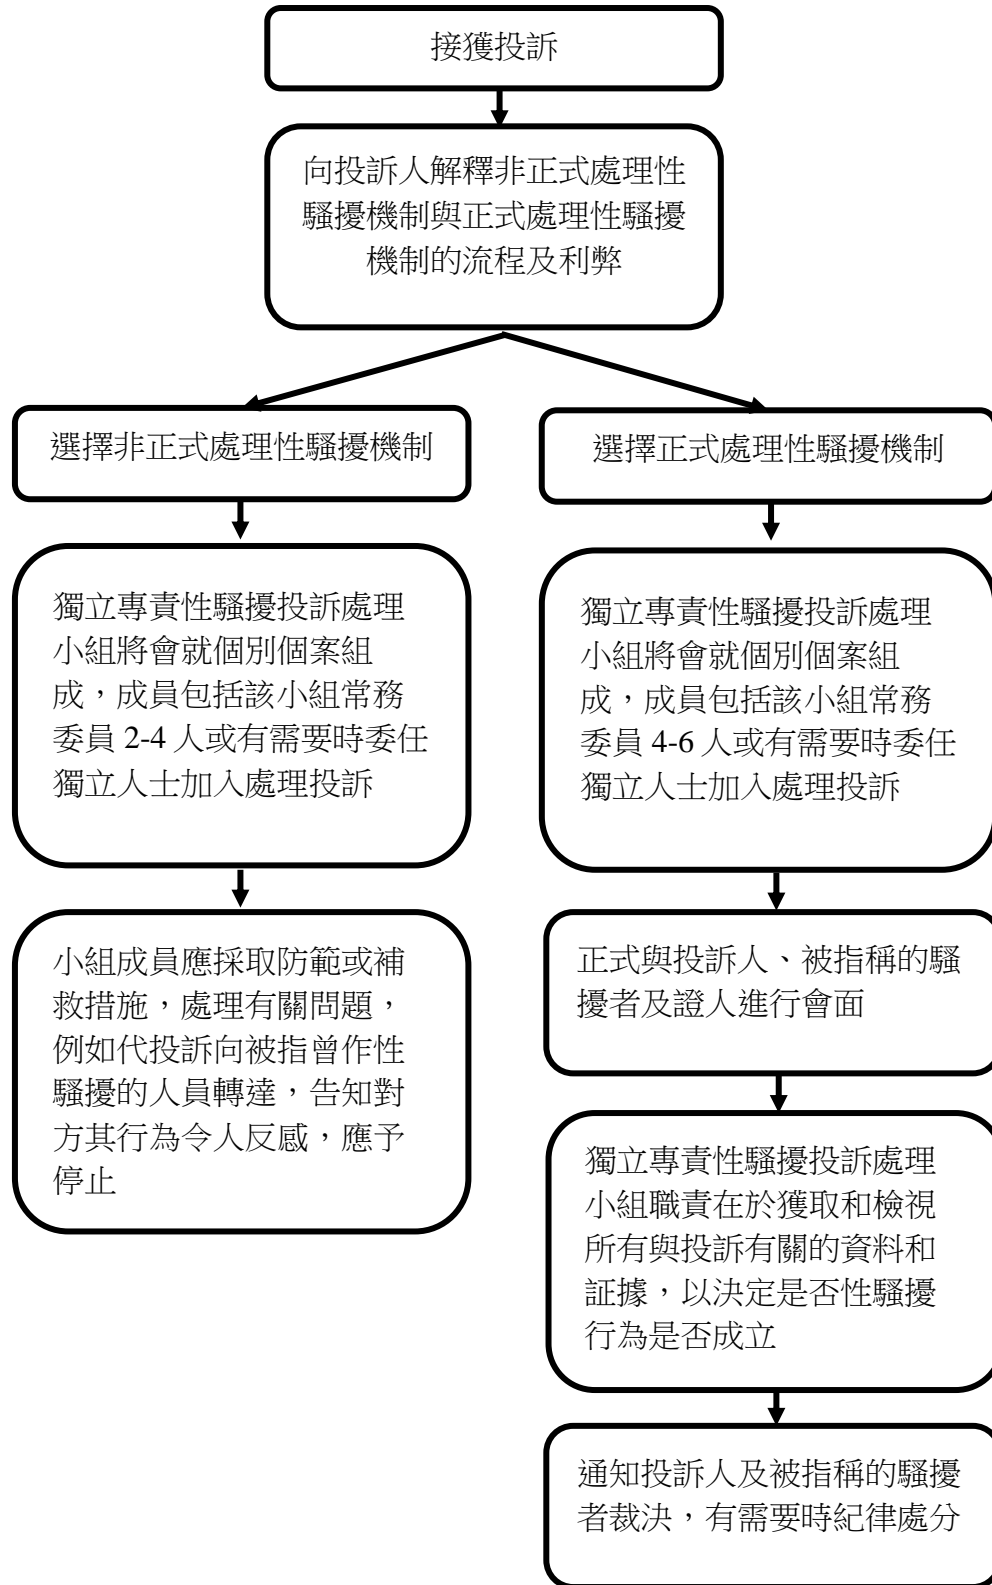 接獲投訴
向投訴人解釋非正式處理性
騷擾機制與正式處理性騷擾
機制的流程及利弊
選擇非正式處理性騷擾機制
選擇正式處理性騷擾機制
獨立專責性騷擾投訴處理
小組將會就個別個案組
成，成員包括該小組常務
委員 2-4 人或有需要時委任
獨立人士加入處理投訴
獨立專責性騷擾投訴處理
小組將會就個別個案組
成，成員包括該小組常務
委員 4-6 人或有需要時委任
獨立人士加入處理投訴
小組成員應採取防範或補
救措施，處理有關問題，
例如代投訴向被指曾作性
騷擾的人員轉達，告知對
方其行為令人反感，應予
停止
正式與投訴人、被指稱的騷
擾者及證人進行會面
獨立專責性騷擾投訴處理
小組職責在於獲取和檢視
所有與投訴有關的資料和
証據，以決定是否性騷擾
行為是否成立
通知投訴人及被指稱的騷擾
者裁決，有需要時紀律處分